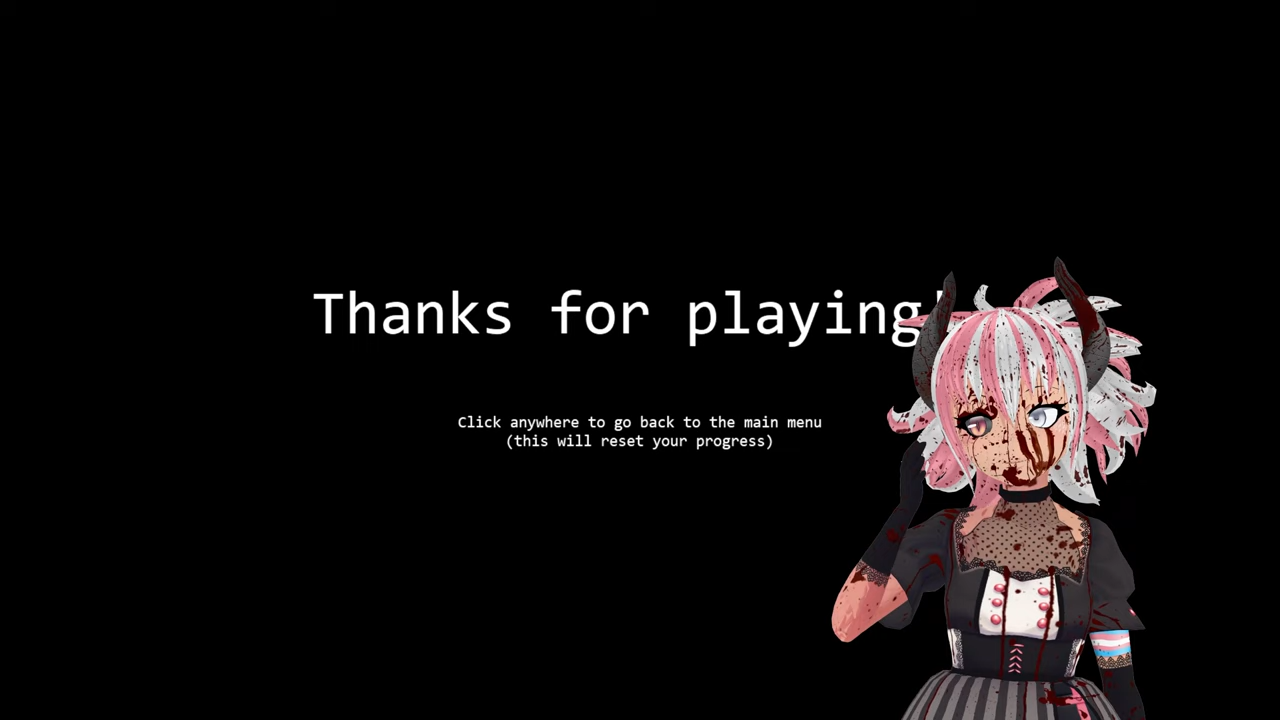 Thanks for playing!
Click anywhere to go back to the main menu
(this will reset your progress)